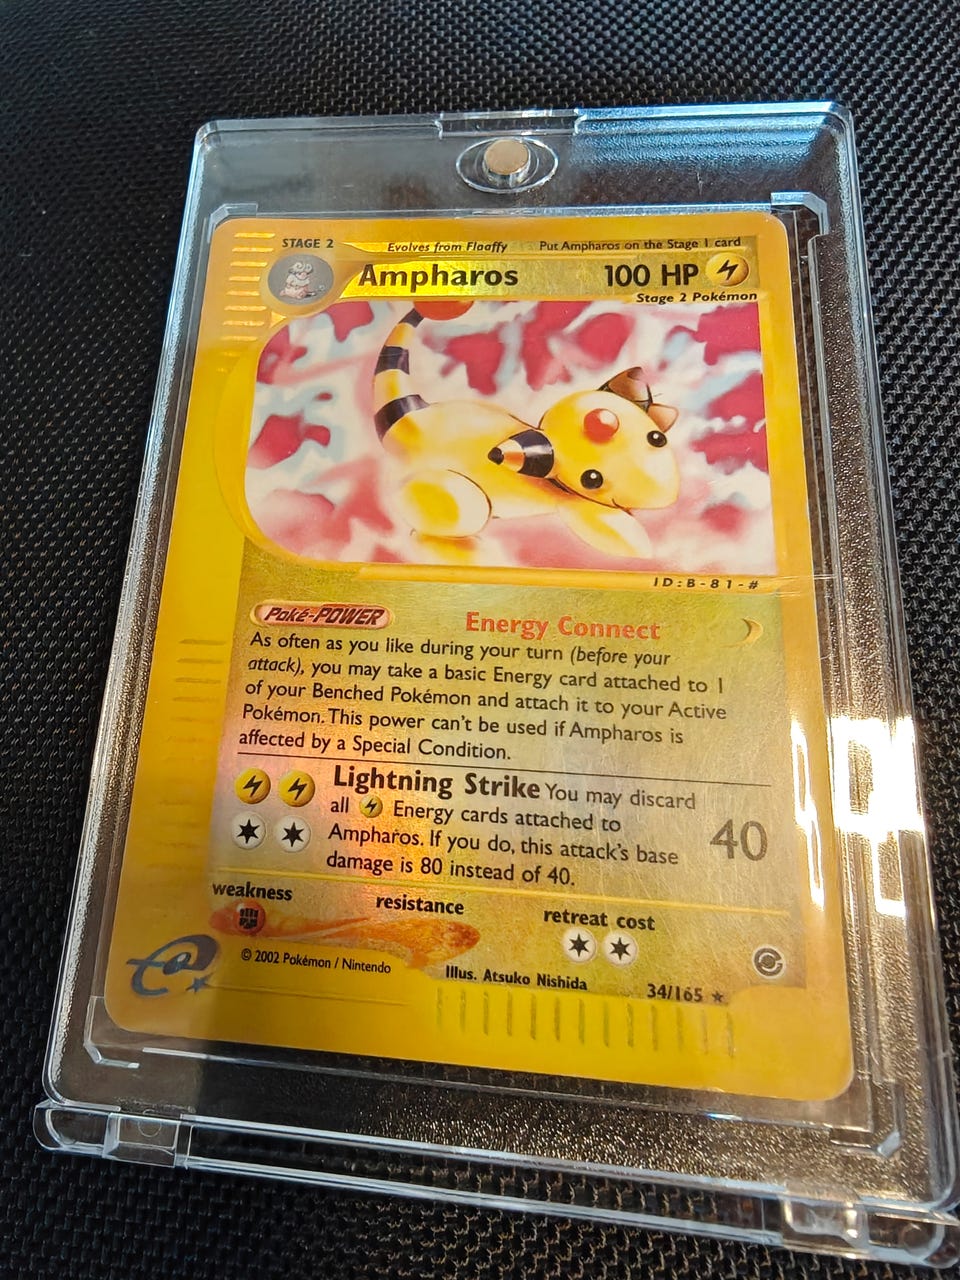 STAGE 2 Evolves from Flaaffy Put Ampharos on the Stage 1 card
Ampharos 100 HP
Stage 2 Pokémon
ID:B-81-#
Poké-POWER Energy Connect
As often as you like during your turn (before your
attack), you may take a basic Energy card attached to 1
of your Benched Pokémon and attach it to your Active
Pokémon. This power can't be used if Ampharos is
affected by a Special Condition.
Lightning Strike You may discard
all Energy cards attached to
Ampharos. If you do, this attack's base
damage is 80 instead of 40.
40
weakness resistance retreat cost
© 2002 Pokémon / Nintendo
Illus. Atsuko Nishida
34/165 ★
e